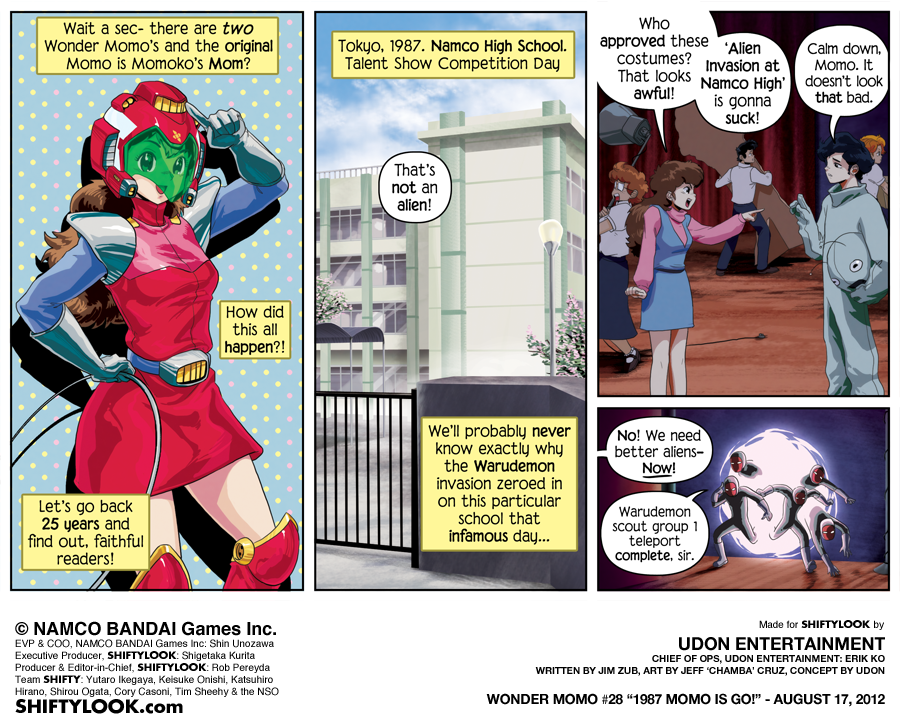 Wait a sec- there are two
Wonder Momo's and the original
Momo is Momoko's Mom?
How did
this all
happen?!
Let's go back
25 years and
find out, faithful
readers!
Tokyo, 1987. Namco High School.
Talent Show Competition Day
That's
not an
alien!
We'll probably never
know exactly why
the Warudemon
invasion zeroed in
on this particular
school that
infamous day...
Who
approved these
costumes?
That looks
awful!
'Alien
Invasion at
Namco High'
is gonna
suck!
Calm down,
Momo. It
doesn't look
that bad.
No! We need
better aliens–
Now!
Warudemon
scout group 1
teleport
complete, sir.
© NAMCO BANDAI Games Inc.
EVP & COO, NAMCO BANDAI Games Inc: Shin Unozawa
Executive Producer, SHIFTYLOOK: Shigetaka Kurita
Producer & Editor-in-Chief, SHIFTYLOOK: Rob Pereyda
Team SHIFTY: Yutaro Ikegaya, Keisuke Onishi, Katsuhiro
Hirano, Shirou Ogata, Cory Casoni, Tim Sheehy & the NSO
SHIFTYLOOK.com
Made for SHIFTYLOOK by
UDON ENTERTAINMENT
CHIEF OF OPS, UDON ENTERTAINMENT: ERIK KO
WRITTEN BY JIM ZUB, ART BY JEFF 'CHAMBA' CRUZ, CONCEPT BY UDON
WONDER MOMO #28 "1987 MOMO IS GO!" - AUGUST 17, 2012